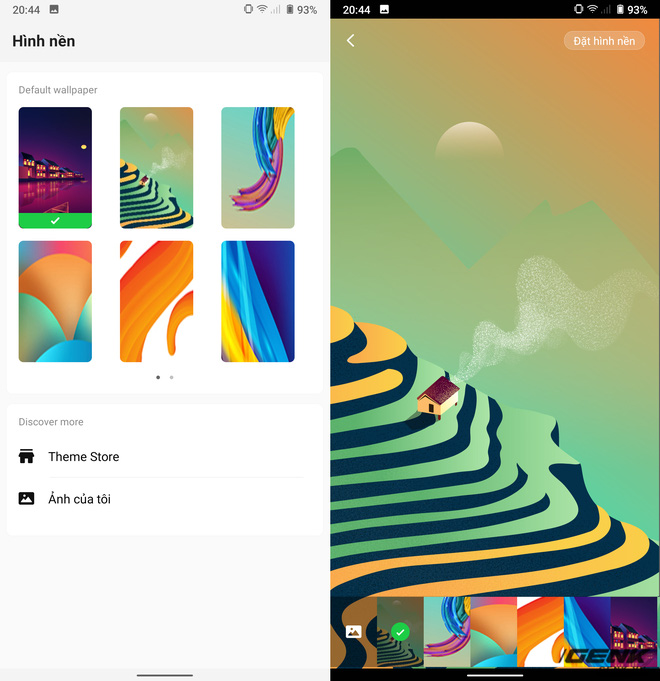 20:44
93%
Hình nền
Default wallpaper
Discover more
Theme Store
Ảnh của tôi
20:44
93%
Đặt hình nền
GENK